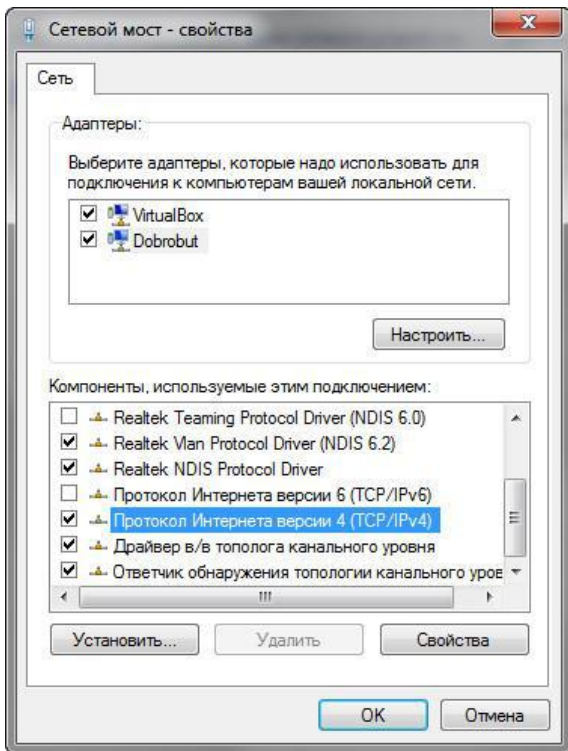 Сетевой мост - свойства
Сеть
Адаптеры:
Выберите адаптеры, которые надо использовать для
подключения к компьютерам вашей локальной сети.
VirtualBox
Dobrobut
Настроить...
Компоненты, используемые этим подключением:
Realtek Teaming Protocol Driver (NDIS 6.0)
Realtek Vlan Protocol Driver (NDIS 6.2)
Realtek NDIS Protocol Driver
Протокол Интернета версии 6 (TCP/IPv6)
Протокол Интернета версии 4 (TCP/IPv4)
Драйвер в/в тополога канального уровня
Ответчик обнаружения топологии канального уров
Установить...
Удалить
Свойства
OK
Отмена